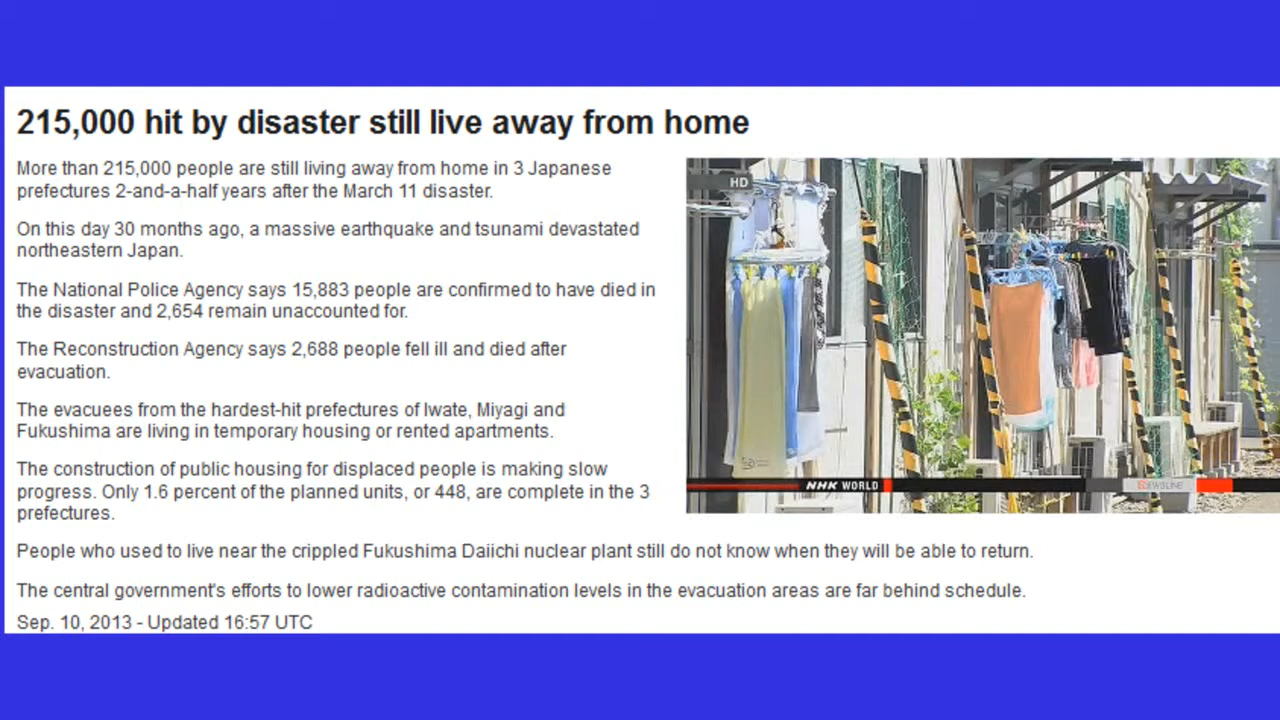 215,000 hit by disaster still live away from home
More than 215,000 people are still living away from home in 3 Japanese
prefectures 2-and-a-half years after the March 11 disaster.
On this day 30 months ago, a massive earthquake and tsunami devastated
northeastern Japan.
The National Police Agency says 15,883 people are confirmed to have died in
the disaster and 2,654 remain unaccounted for.
The Reconstruction Agency says 2,688 people fell ill and died after
evacuation.
The evacuees from the hardest-hit prefectures of Iwate, Miyagi and
Fukushima are living in temporary housing or rented apartments.
The construction of public housing for displaced people is making slow
progress. Only 1.6 percent of the planned units, or 448, are complete in the 3
prefectures.
HD
NHK WORLD
NEWSLINE
People who used to live near the crippled Fukushima Daiichi nuclear plant still do not know when they will be able to return.
The central government's efforts to lower radioactive contamination levels in the evacuation areas are far behind schedule.
Sep. 10, 2013 - Updated 16:57 UTC